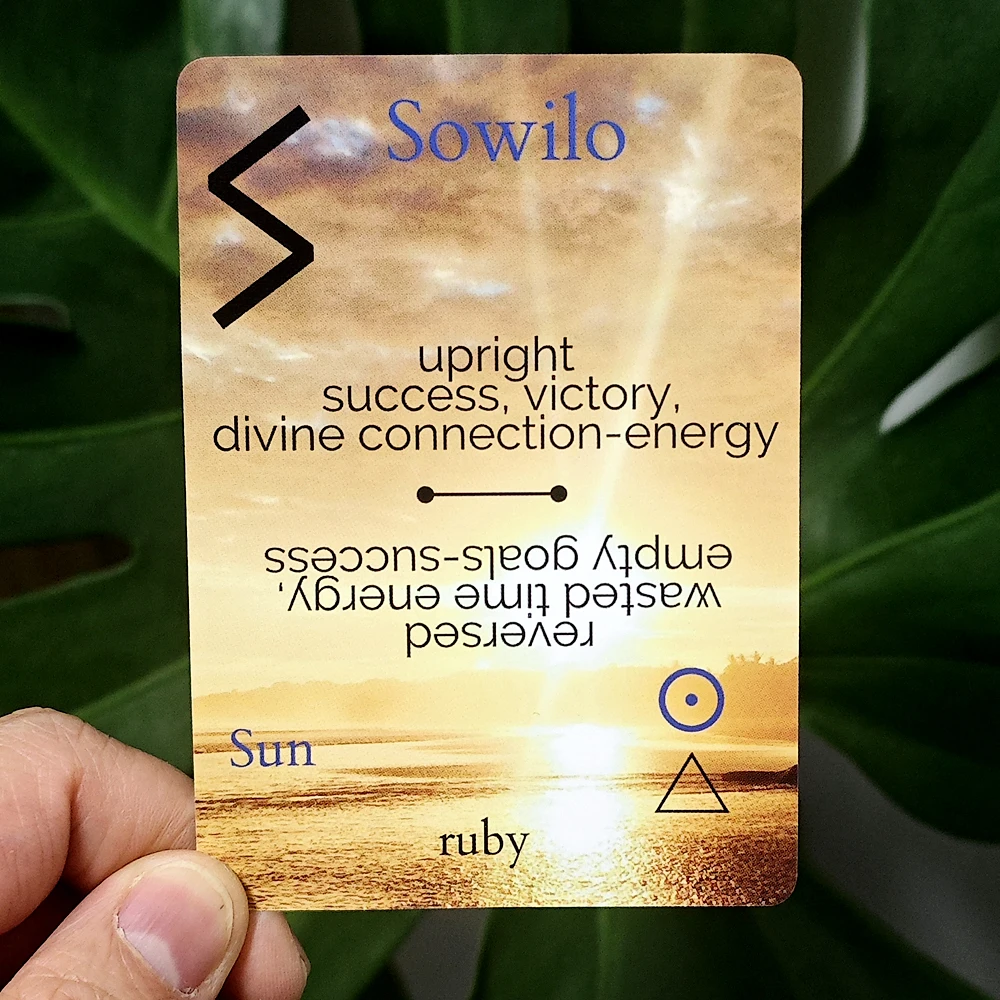 Sowilo
upright
success, victory,
divine connection-energy
reversed
wasted time energy,
empty goals-success
Sun
ruby